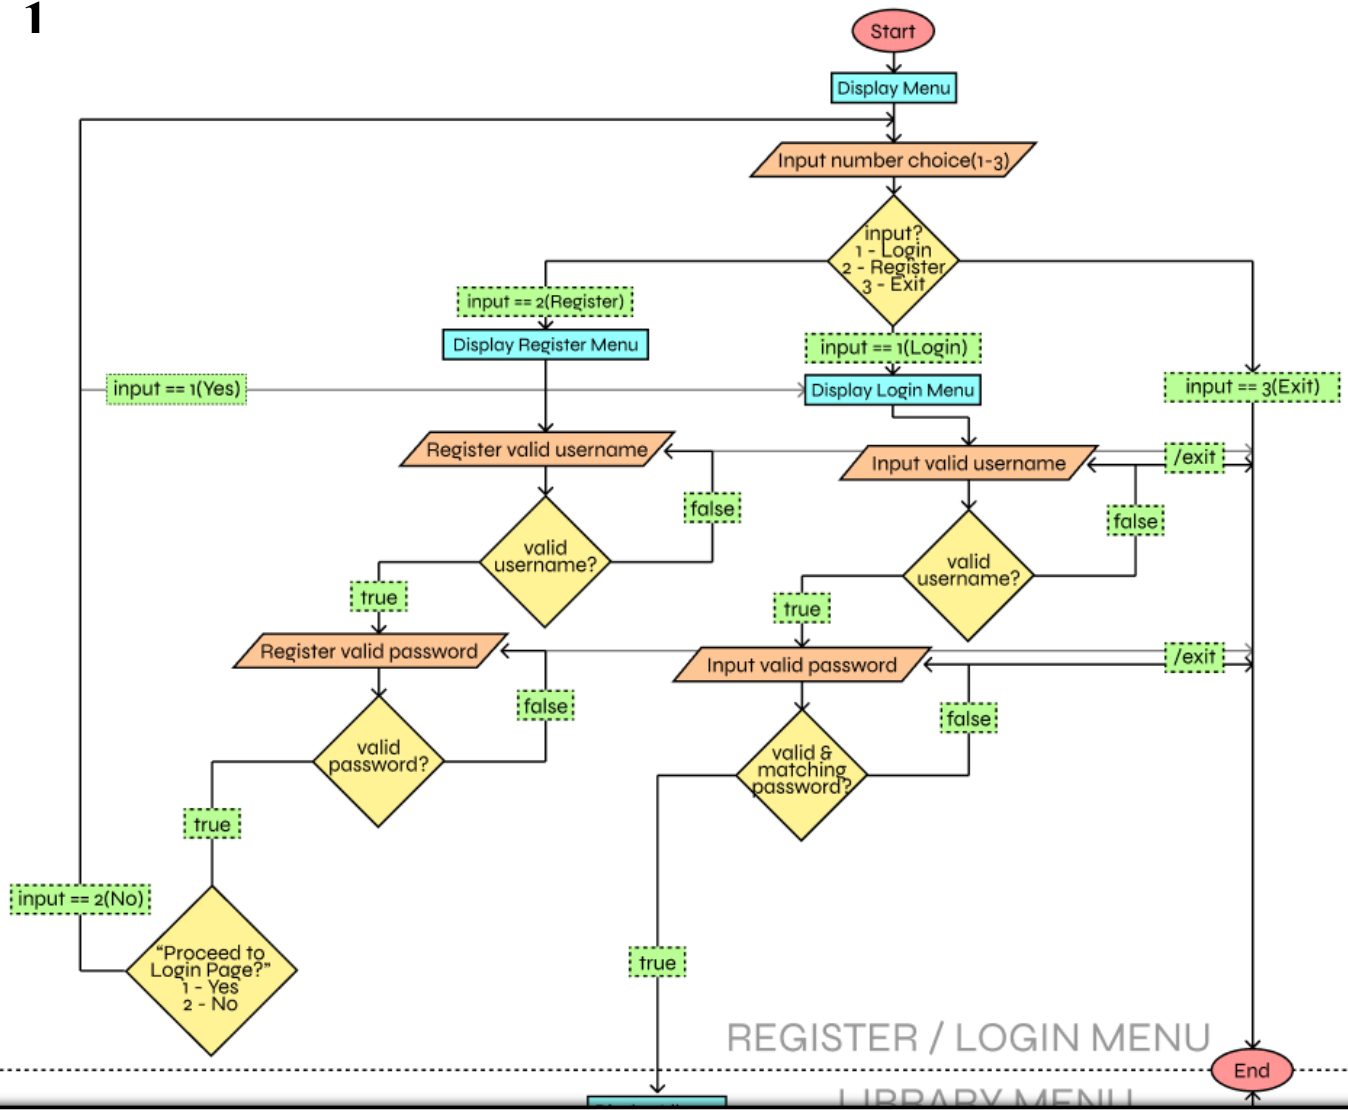 1
Start
Display Menu
Input number choice(1-3)
input?
1 - Login
2 - Register
3 - Exit
input == 2(Register)
Display Register Menu
input == 1(Login)
input == 1(Yes)
Display Login Menu
input == 3(Exit)
Register valid username
Input valid username
/exit
false
false
valid
username?
valid
username?
true
true
Register valid password
Input valid password
/exit
false
false
valid
password?
valid &
matching
password?
true
input == 2(No)
“Proceed to
Login Page?”
1 - Yes
2 - No
true
REGISTER / LOGIN MENU
End
LIBRARY MENU